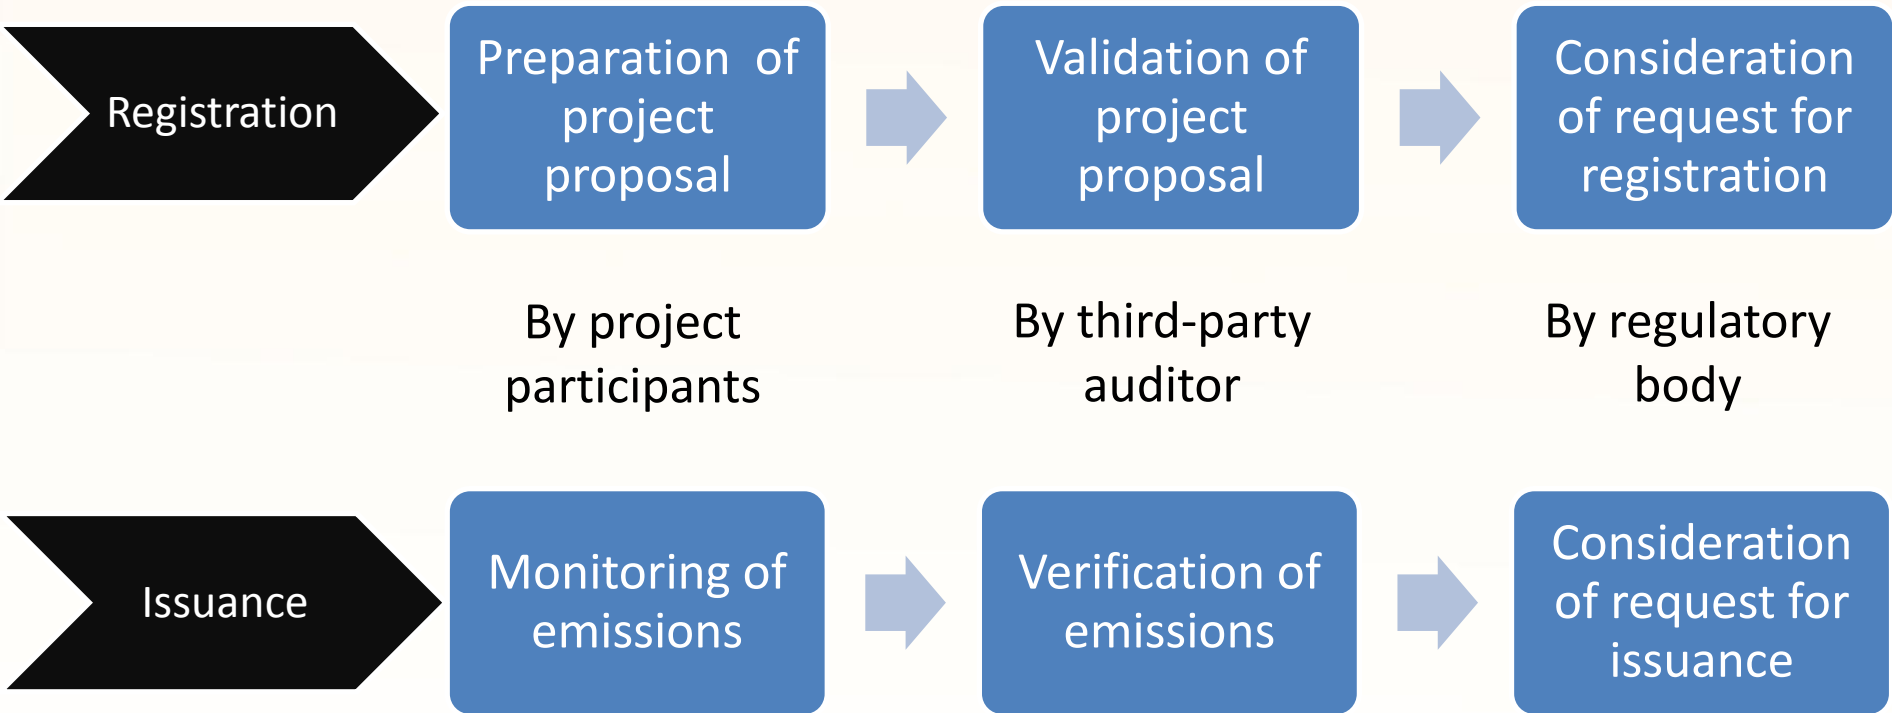 Registration
Preparation of
project
proposal
Validation of
project
proposal
Consideration
of request for
registration
By project
participants
By third-party
auditor
By regulatory
body
Issuance
Monitoring of
emissions
Verification of
emissions
Consideration
of request for
issuance